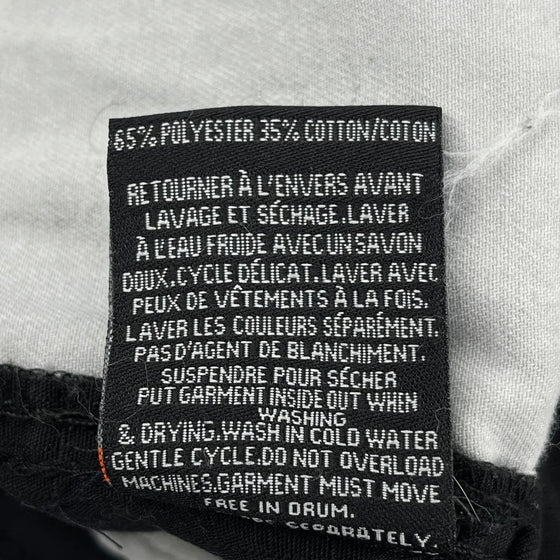 65% POLYESTER 35% COTTON/COTON
RETOURNER À L'ENVERS AVANT
LAVAGE ET SÉCHAGE.LAVER
À L'EAU FROIDE AVEC UN SAVON
DOUX.CYCLE DÉLICAT.LAVER AVEC
PEUX DE VÊTEMENTS À LA FOIS.
LAVER LES COULEURS SÉPARÉMENT.
PAS D'AGENT DE BLANCHIMENT.
SUSPENDRE POUR SÉCHER
PUT GARMENT INSIDE OUT WHEN
WASHING
& DRYING.WASH IN COLD WATER
GENTLE CYCLE.DO NOT OVERLOAD
MACHINES.GARMENT MUST MOVE
FREE IN DRUM.
SEPARATELY.